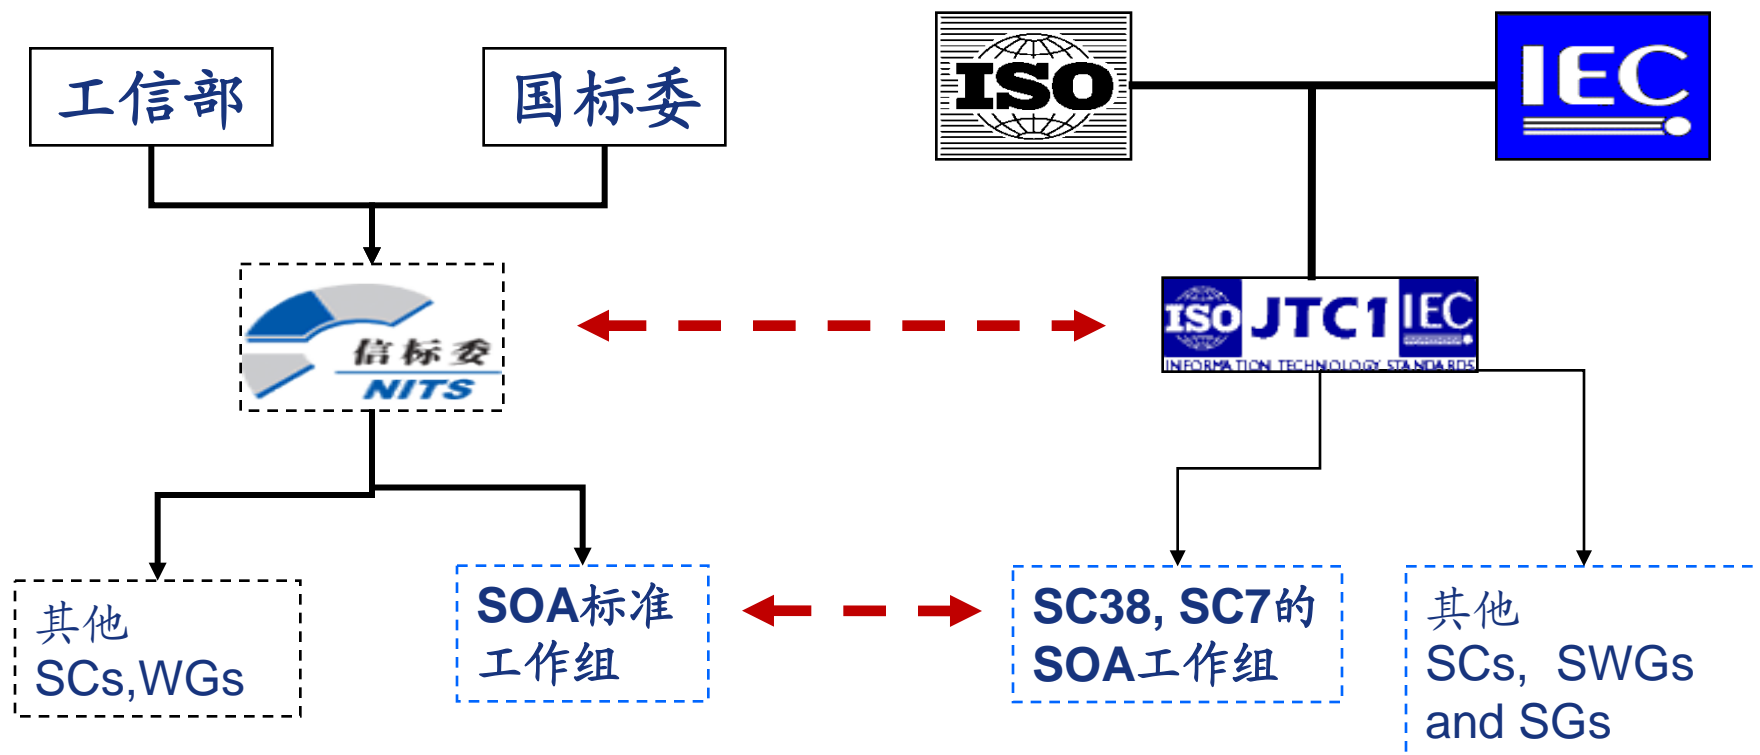 工信部
国标委
ISO
IEC
信标委
NITS
ISO JTC1 IEC
INFORMATION TECHNOLOGY STANDARDS
其他
SCs,WGs
SOA标准
工作组
SC38, SC7的
SOA工作组
其他
SCs, SWGs
and SGs